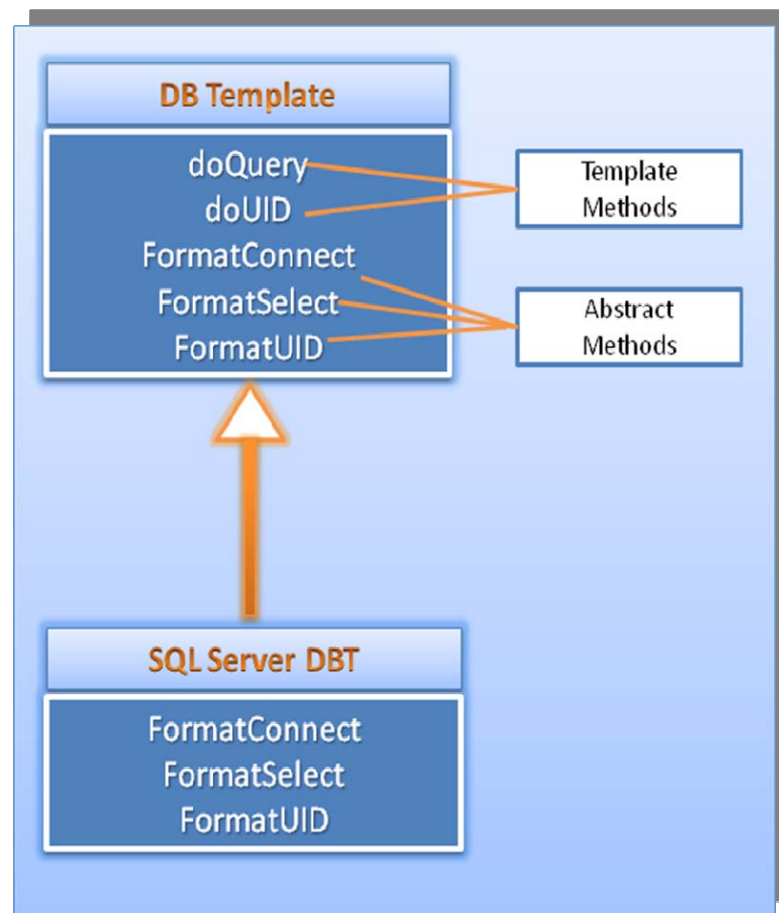 DB Template
doQuery
doUID
FormatConnect
FormatSelect
FormatUID
Template
Methods
Abstract
Methods
SQL Server DBT
FormatConnect
FormatSelect
FormatUID